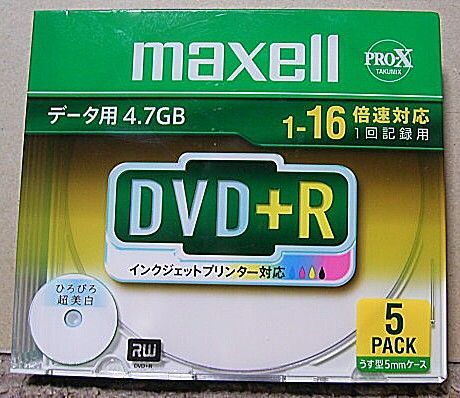 maxell
PRO-X
TAKUMIX
データ用 4.7GB
1-16 倍速対応
1回記録用
DVD+R
インクジェットプリンター対応
ひろびろ
超美白
RW
DVD+R
5
PACK
うす型5mmケース